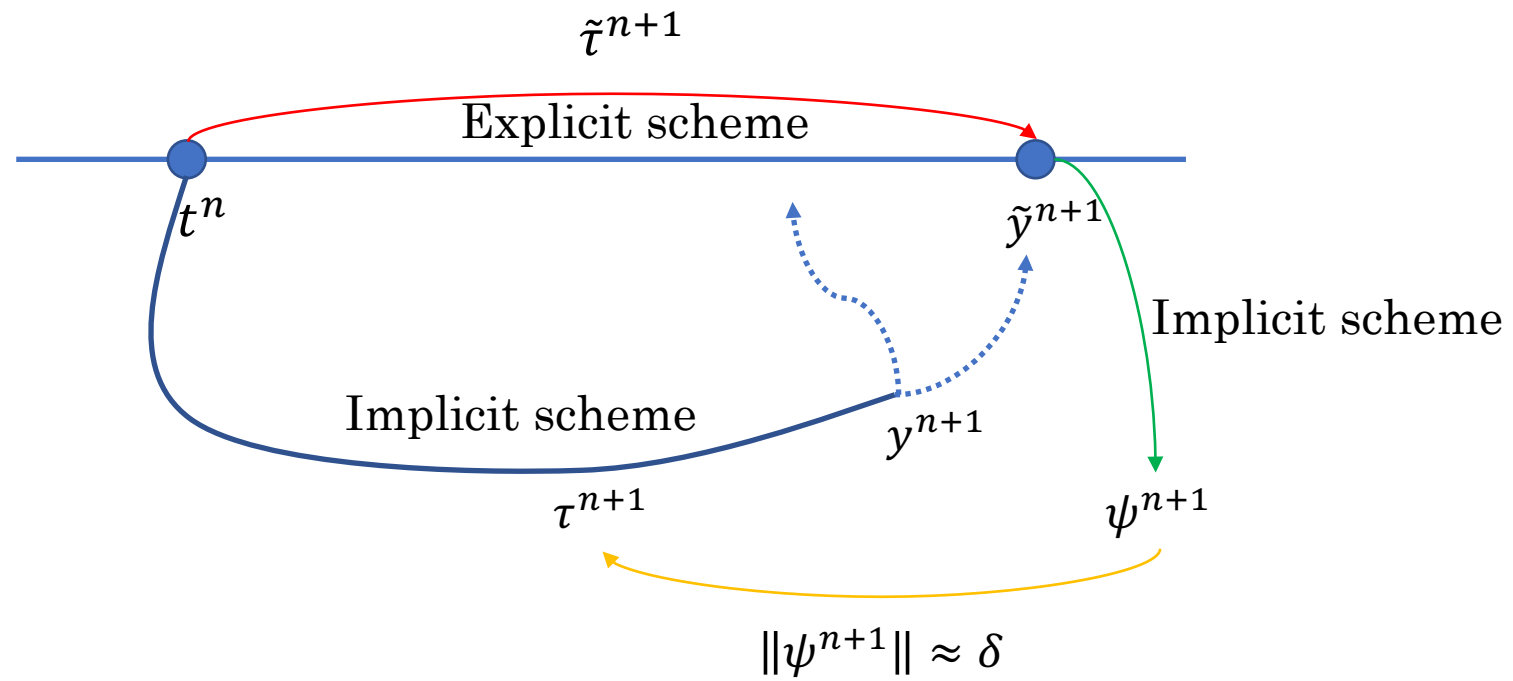 τ̃ⁿ⁺¹
Explicit scheme
tⁿ
ỹⁿ⁺¹
Implicit scheme
Implicit scheme
yⁿ⁺¹
τⁿ⁺¹
ψⁿ⁺¹
‖ψⁿ⁺¹‖ ≈ δ